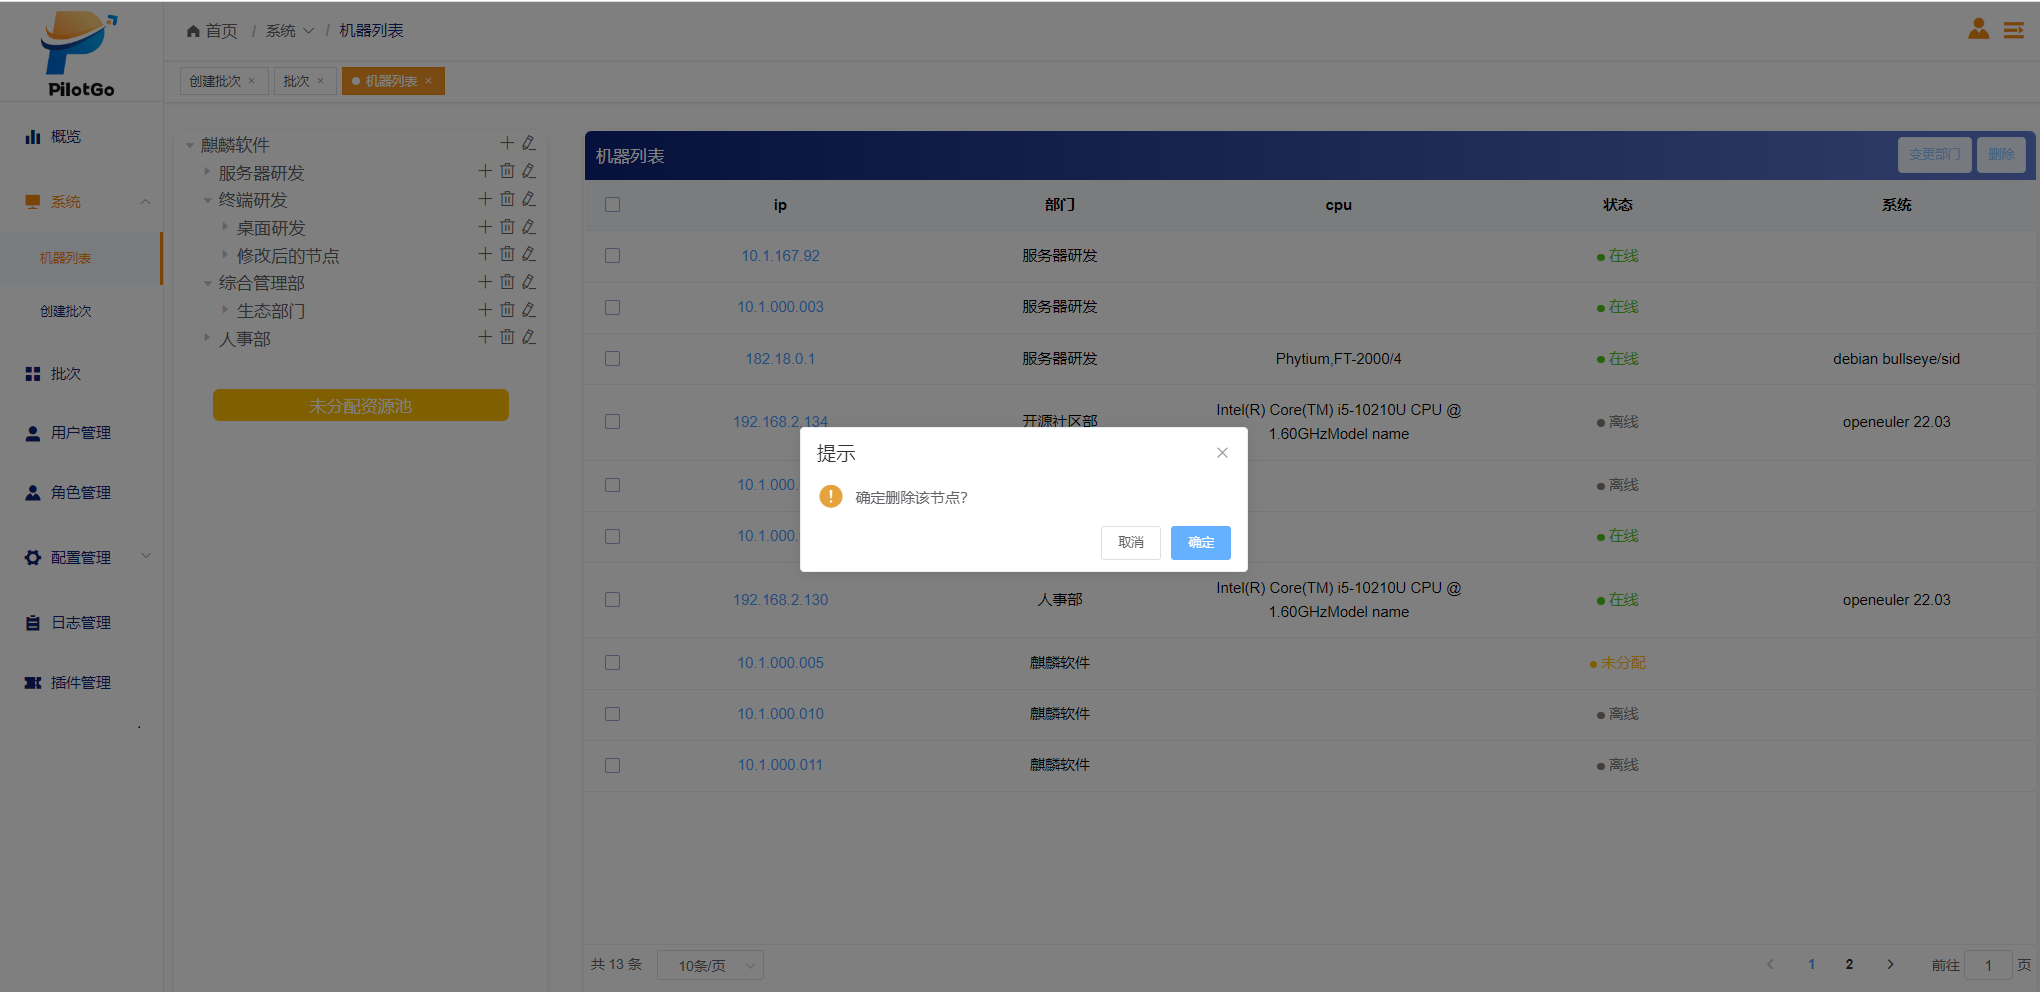 PilotGo
首页 / 系统 / 机器列表
创建批次 × 批次 × 机器列表 ×
概览
系统
机器列表
创建批次
批次
用户管理
角色管理
配置管理
日志管理
插件管理
麒麟软件
服务器研发
终端研发
桌面研发
修改后的节点
综合管理部
生态部门
人事部
未分配资源池
机器列表 变更部门 删除
ip 部门 cpu 状态 系统
10.1.167.92 服务器研发 在线
10.1.000.003 服务器研发 在线
182.18.0.1 服务器研发 Phytium,FT-2000/4 在线 debian bullseye/sid
192.168.2.134 开源社区部 Intel(R) Core(TM) i5-10210U CPU @ 1.60GHzModel name 离线 openeuler 22.03
10.1.000. 离线
10.1.000. 在线
192.168.2.130 人事部 Intel(R) Core(TM) i5-10210U CPU @ 1.60GHzModel name 在线 openeuler 22.03
10.1.000.005 麒麟软件 未分配
10.1.000.010 麒麟软件 离线
10.1.000.011 麒麟软件 离线
提示
确定删除该节点?
取消 确定
共 13 条 10条/页 1 2 前往 1 页